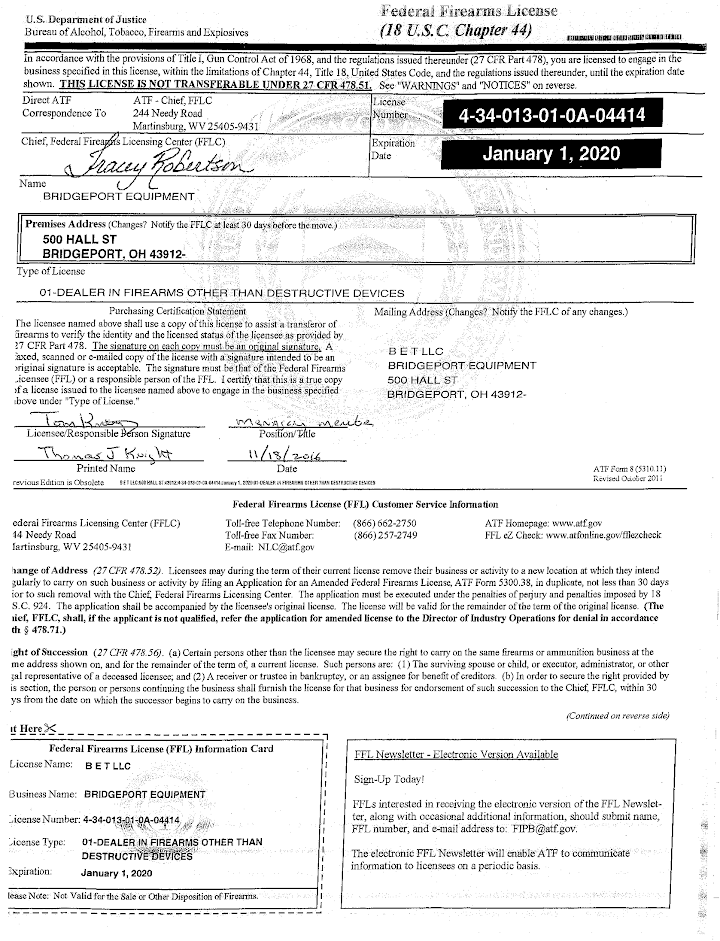 U.S. Department of Justice
Bureau of Alcohol, Tobacco, Firearms and Explosives
Federal Firearms License
(18 U.S.C. Chapter 44)
In accordance with the provisions of Title I, Gun Control Act of 1968, and the regulations issued thereunder (27 CFR Part 478), you are licensed to engage in the
business specified in this license, within the limitations of Chapter 44, Title 18, United States Code, and the regulations issued thereunder, until the expiration date
shown. THIS LICENSE IS NOT TRANSFERABLE UNDER 27 CFR 478.51. See "WARNINGS" and "NOTICES" on reverse.
Direct ATF
Correspondence To
ATF - Chief, FFLC
244 Needy Road
Martinsburg, WV 25405-9431
License
Number
4-34-013-01-0A-04414
Chief, Federal Firearms Licensing Center (FFLC)
Tracey Robertson
Expiration
Date
January 1, 2020
Name
BRIDGEPORT EQUIPMENT
Premises Address (Changes? Notify the FFLC at least 30 days before the move.)
500 HALL ST
BRIDGEPORT, OH 43912-
Type of License
01-DEALER IN FIREARMS OTHER THAN DESTRUCTIVE DEVICES
Purchasing Certification Statement
The licensee named above shall use a copy of this license to assist a transferor of
firearms to verify the identity and the licensed status of the licensee as provided by
27 CFR Part 478. The signature on each copy must be an original signature. A
faxed, scanned or e-mailed copy of the license with a signature intended to be an
original signature is acceptable. The signature must be that of the Federal Firearms
Licensee (FFL) or a responsible person of the FFL. I certify that this is a true copy
of a license issued to the licensee named above to engage in the business specified
above under "Type of License."
Mailing Address (Changes? Notify the FFLC of any changes.)
B E T LLC
BRIDGEPORT EQUIPMENT
500 HALL ST
BRIDGEPORT, OH 43912-
Licensee/Responsible Person Signature
Position/Title
Thomas J Knight
11/18/2016
Printed Name
Date
revious Edition is Obsolete
ATF Form 8 (5310.11)
Revised October 2011
Federal Firearms License (FFL) Customer Service Information
ederal Firearms Licensing Center (FFLC)
44 Needy Road
Martinsburg, WV 25405-9431
Toll-free Telephone Number: (866) 662-2750
Toll-free Fax Number: (866) 257-2749
E-mail: NLC@atf.gov
ATF Homepage: www.atf.gov
FFL eZ Check: www.atfonline.gov/fflezcheck
hange of Address (27 CFR 478.52). Licensees may during the term of their current license remove their business or activity to a new location at which they intend
gularly to carry on such business or activity by filing an Application for an Amended Federal Firearms License, ATF Form 5300.38, in duplicate, not less than 30 days
ior to such removal with the Chief, Federal Firearms Licensing Center. The application must be executed under the penalties of perjury and penalties imposed by 18
S.C. 924. The application shall be accompanied by the licensee's original license. The license will be valid for the remainder of the term of the original license. (The
hief, FFLC, shall, if the applicant is not qualified, refer the application for amended license to the Director of Industry Operations for denial in accordance
th § 478.71.)
ight of Succession (27 CFR 478.56). (a) Certain persons other than the licensee may secure the right to carry on the same firearms or ammunition business at the
me address shown on, and for the remainder of the term of, a current license. Such persons are: (1) The surviving spouse or child, or executor, administrator, or other
gal representative of a deceased licensee; and (2) A receiver or trustee in bankruptcy, or an assignee for benefit of creditors. (b) In order to secure the right provided by
is section, the person or persons continuing the business shall furnish the license for that business for endorsement of such succession to the Chief, FFLC, within 30
ys from the date on which the successor begins to carry on the business.
(Continued on reverse side)
ut Here
Federal Firearms License (FFL) Information Card
License Name: B E T LLC
Business Name: BRIDGEPORT EQUIPMENT
License Number: 4-34-013-01-0A-04414
License Type: 01-DEALER IN FIREARMS OTHER THAN
DESTRUCTIVE DEVICES
Expiration: January 1, 2020
lease Note: Not Valid for the Sale or Other Disposition of Firearms.
FFL Newsletter - Electronic Version Available
Sign-Up Today!
FFLs interested in receiving the electronic version of the FFL Newslet-
ter, along with occasional additional information, should submit name,
FFL number, and e-mail address to: FIPB@atf.gov.
The electronic FFL Newsletter will enable ATF to communicate
information to licensees on a periodic basis.